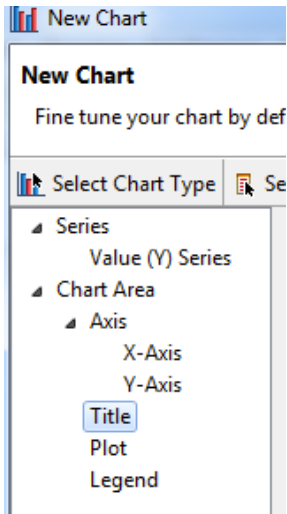 New Chart
New Chart
Fine tune your chart by def
Select Chart Type Se
Series
Value (Y) Series
Chart Area
Axis
X-Axis
Y-Axis
Title
Plot
Legend